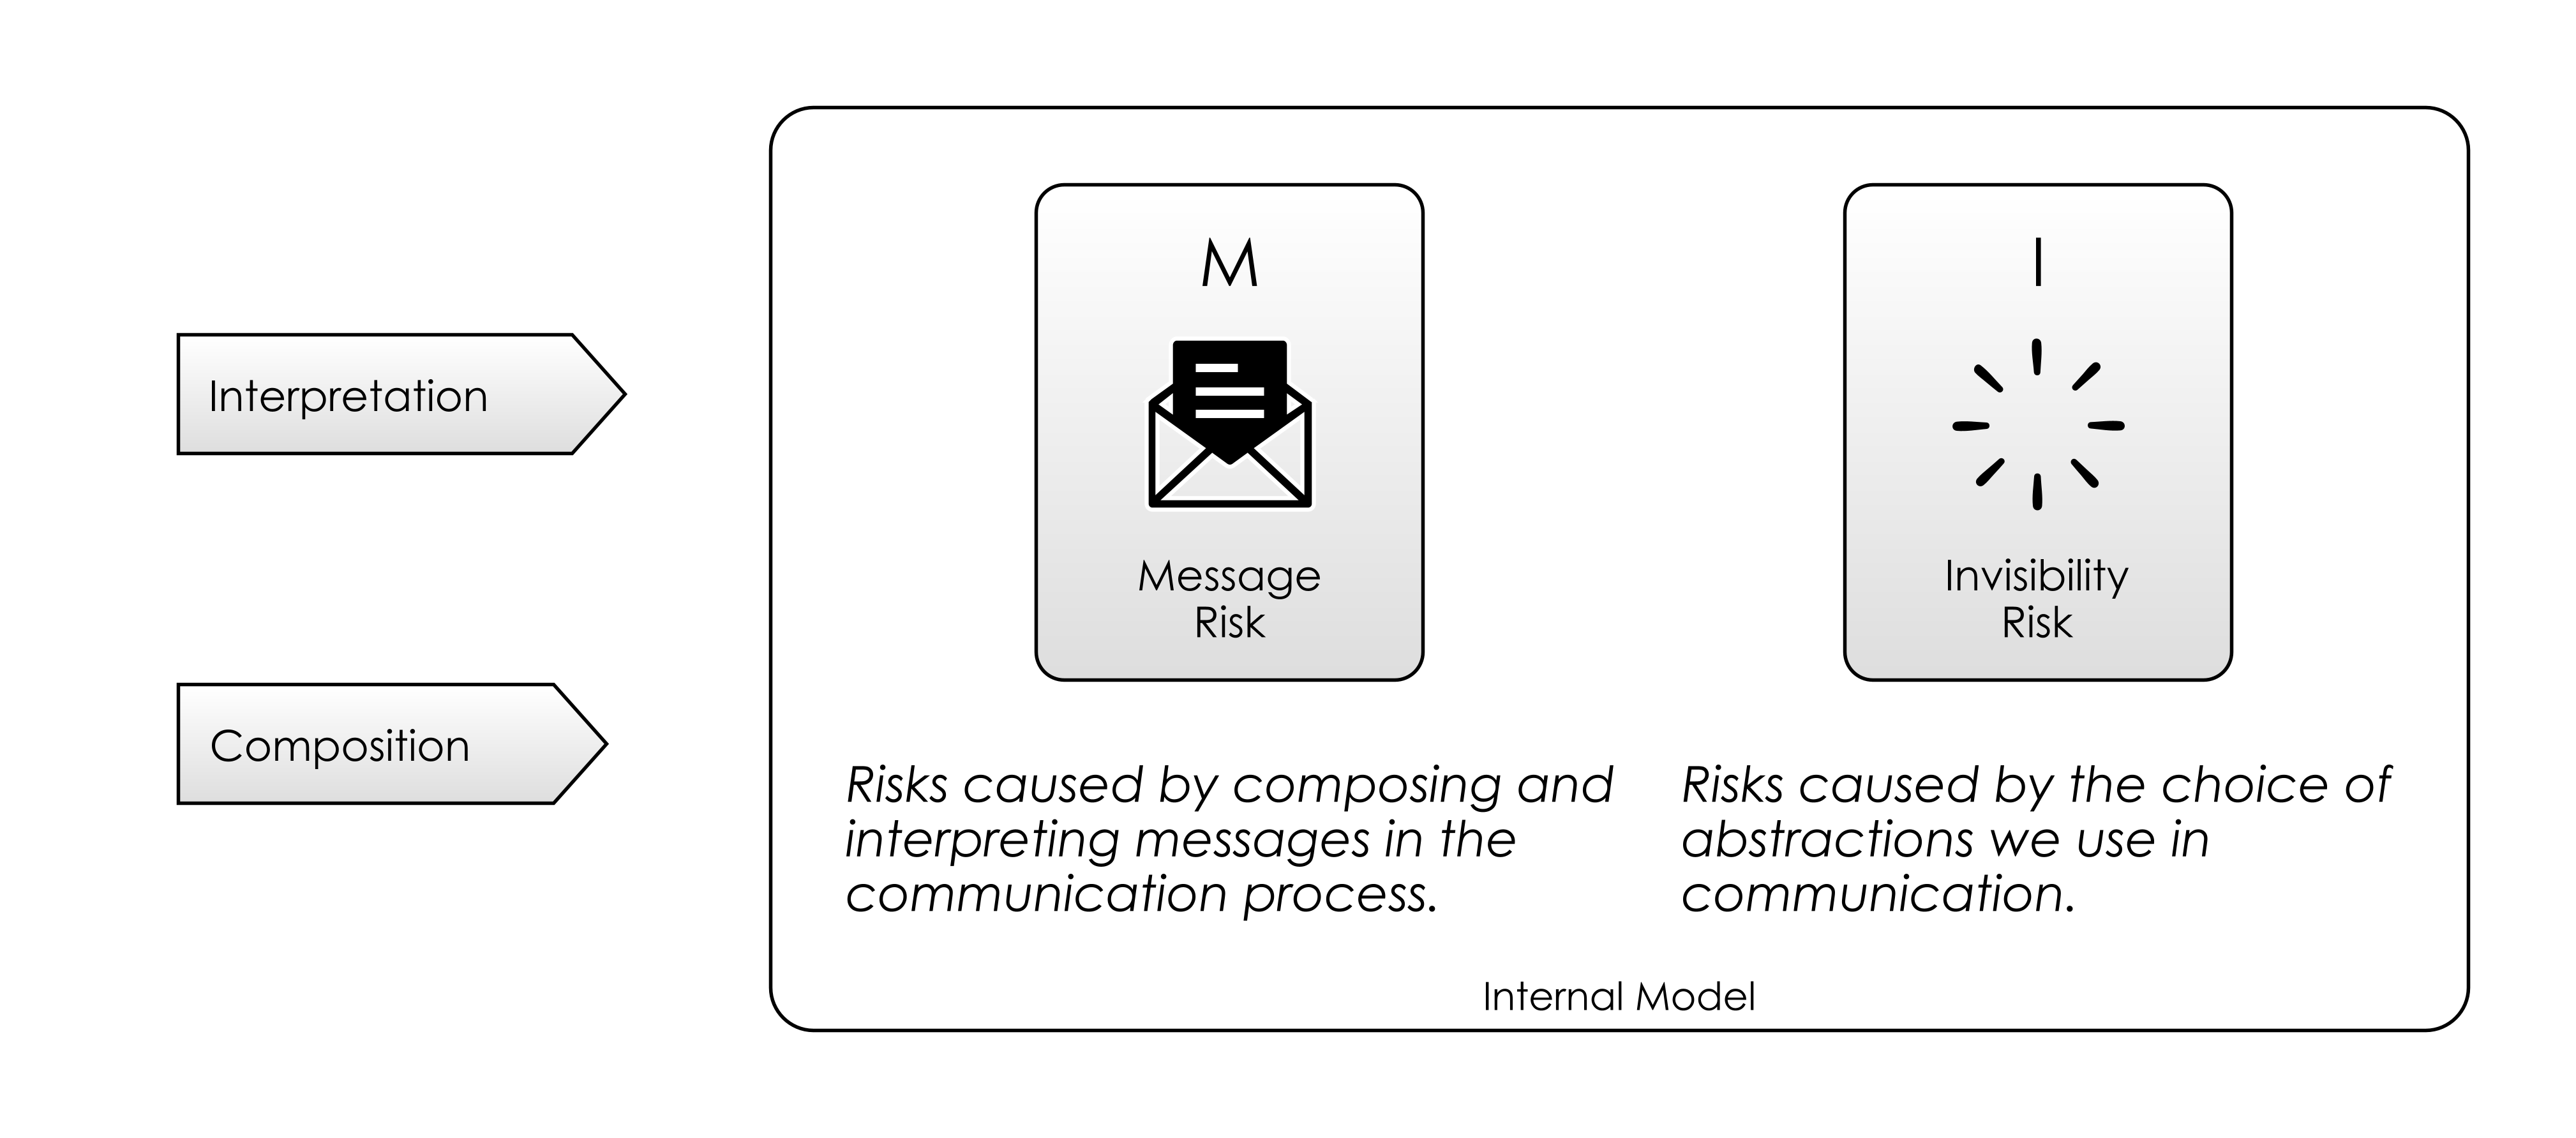 Interpretation
Composition
M
Message
Risk
Risks caused by composing and
interpreting messages in the
communication process.
I
Invisibility
Risk
Risks caused by the choice of
abstractions we use in
communication.
Internal Model